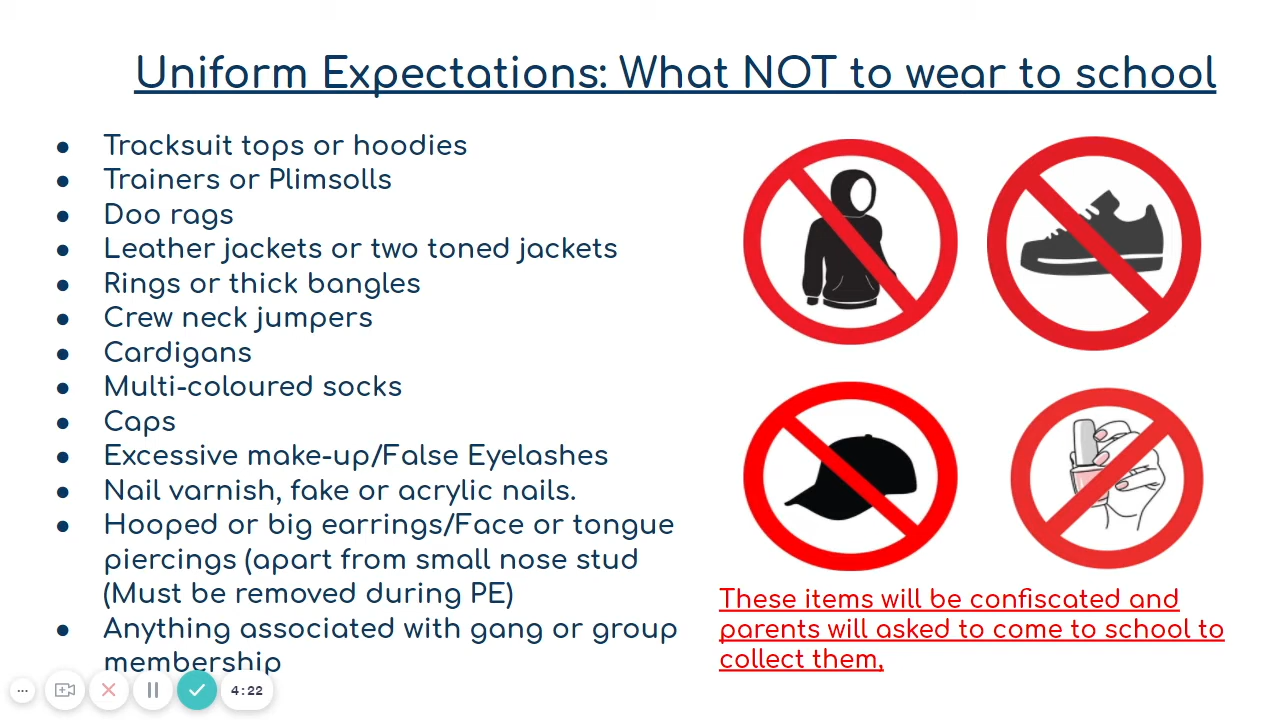 Uniform Expectations: What NOT to wear to school
● Tracksuit tops or hoodies
● Trainers or Plimsolls
● Doo rags
● Leather jackets or two toned jackets
● Rings or thick bangles
● Crew neck jumpers
● Cardigans
● Multi-coloured socks
● Caps
● Excessive make-up/False Eyelashes
● Nail varnish, fake or acrylic nails.
● Hooped or big earrings/Face or tongue
piercings (apart from small nose stud
(Must be removed during PE)
● Anything associated with gang or group
membership
These items will be confiscated and
parents will asked to come to school to
collect them,
4:22